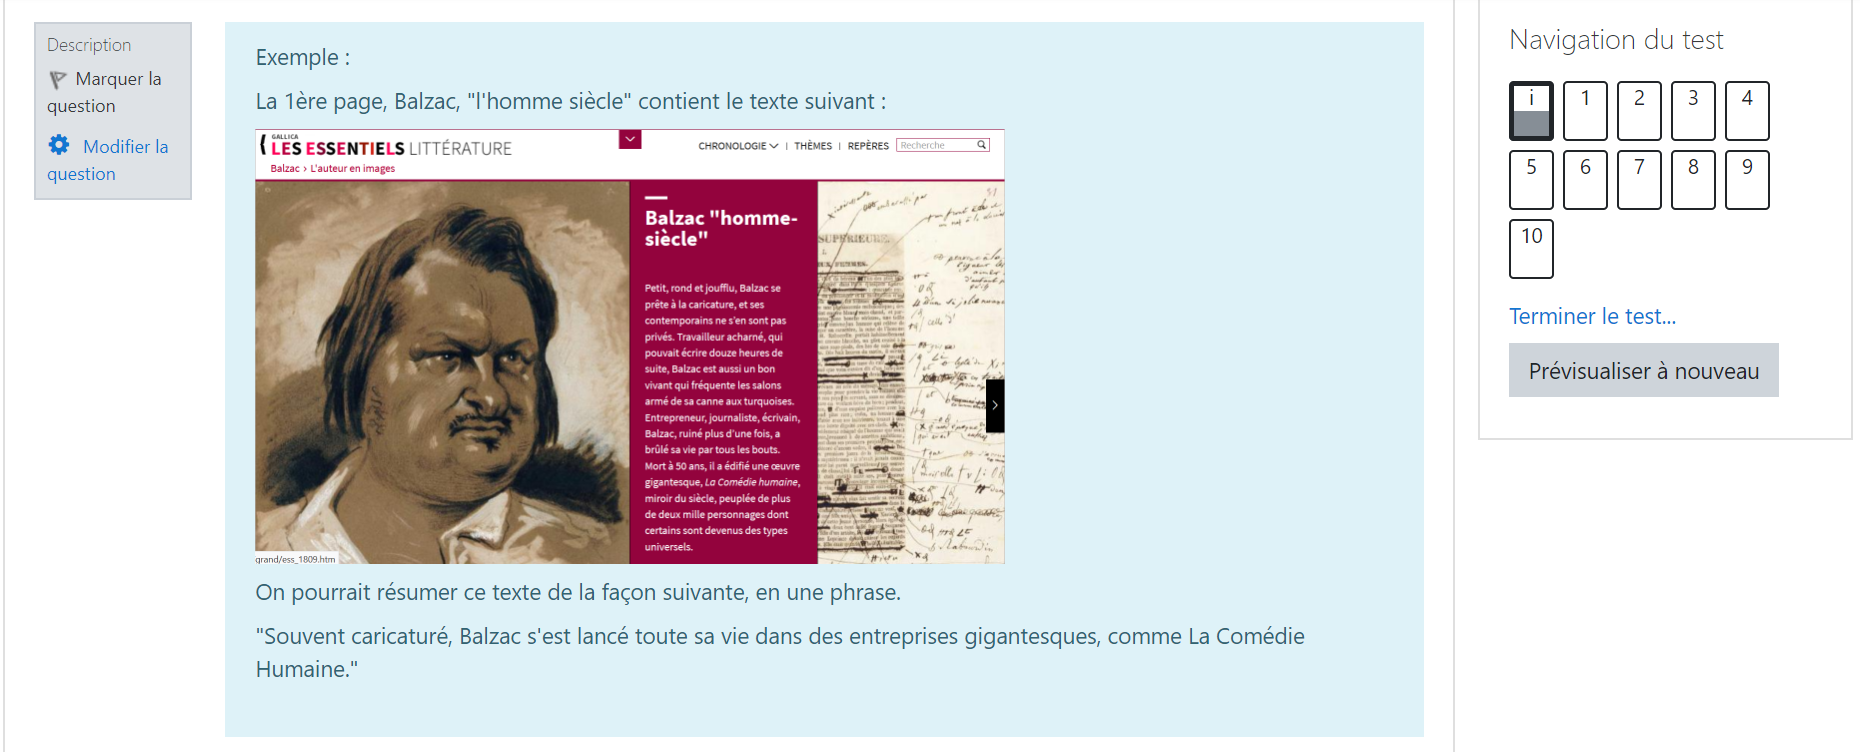 Description
Marquer la
question
Modifier la
question
Exemple :
La 1ère page, Balzac, "l'homme siècle" contient le texte suivant :
GALLICA
LES ESSENTIELS LITTÉRATURE
CHRONOLOGIE | THÈMES | REPÈRES Recherche
Balzac › L'auteur en images
Balzac "homme-
siècle"
Petit, rond et joufflu, Balzac se
prête à la caricature, et ses
contemporains ne s'en sont pas
privés. Travailleur acharné, qui
pouvait écrire douze heures de
suite, Balzac est aussi un bon
vivant qui fréquente les salons
armé de sa canne aux turquoises.
Entrepreneur, journaliste, écrivain,
Balzac, ruiné plus d'une fois, a
brûlé sa vie par tous les bouts.
Mort à 50 ans, il a édifié une œuvre
gigantesque, La Comédie humaine,
miroir du siècle, peuplée de plus
de deux mille personnages dont
certains sont devenus des types
universels.
SUPÉRIEURE.
grand/ess_1809.htm
On pourrait résumer ce texte de la façon suivante, en une phrase.
"Souvent caricaturé, Balzac s'est lancé toute sa vie dans des entreprises gigantesques, comme La Comédie
Humaine."
Navigation du test
i 1 2 3 4
5 6 7 8 9
10
Terminer le test...
Prévisualiser à nouveau